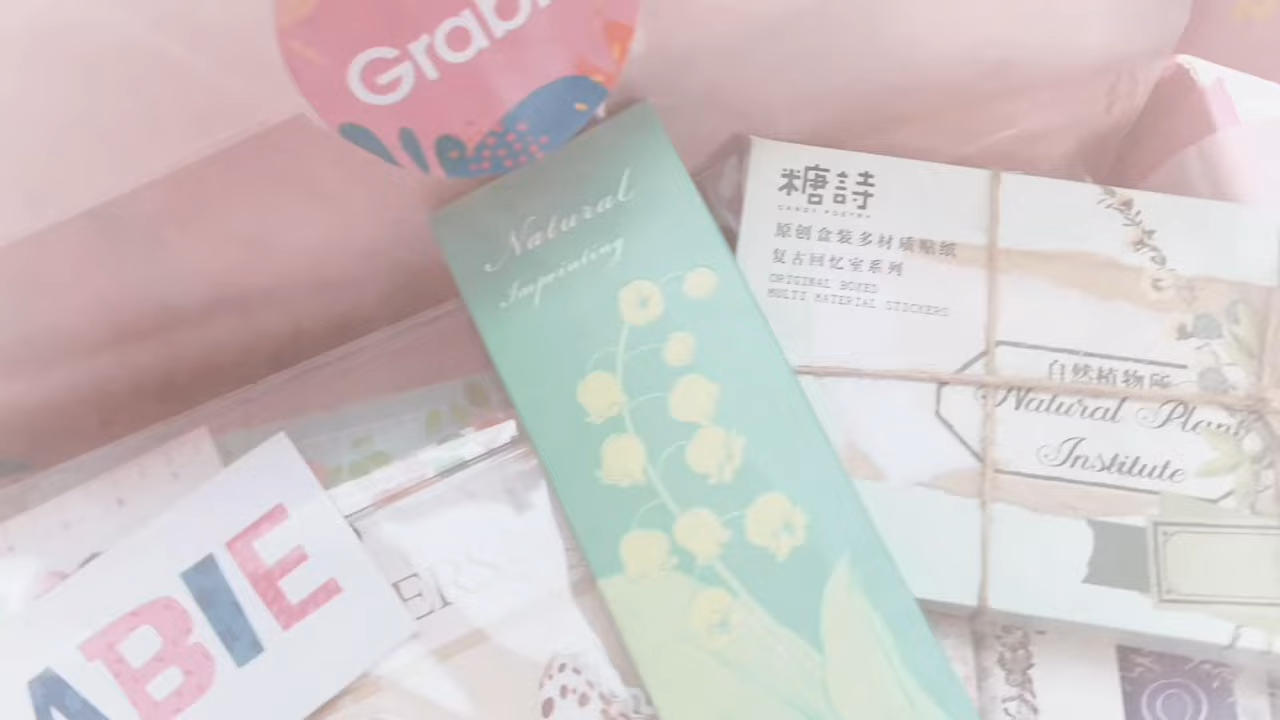 Grabi
Natural
Imprinting
糖詩
CANDY POETRY
原创盒装多材质贴纸
复古回忆室系列
ORIGINAL BOXED
MULTI MATERIAL STICKERS
自然植物所
Natural Plant
Institute
ABIE